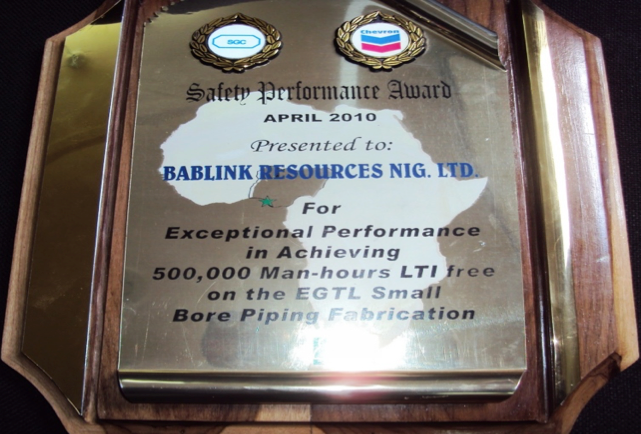 SGC
Chevron
Safety Performance Award
APRIL 2010
Presented to:
BABLINK RESOURCES NIG. LTD.
For
Exceptional Performance
in Achieving
500,000 Man-hours LTI free
on the EGTL Small
Bore Piping Fabrication